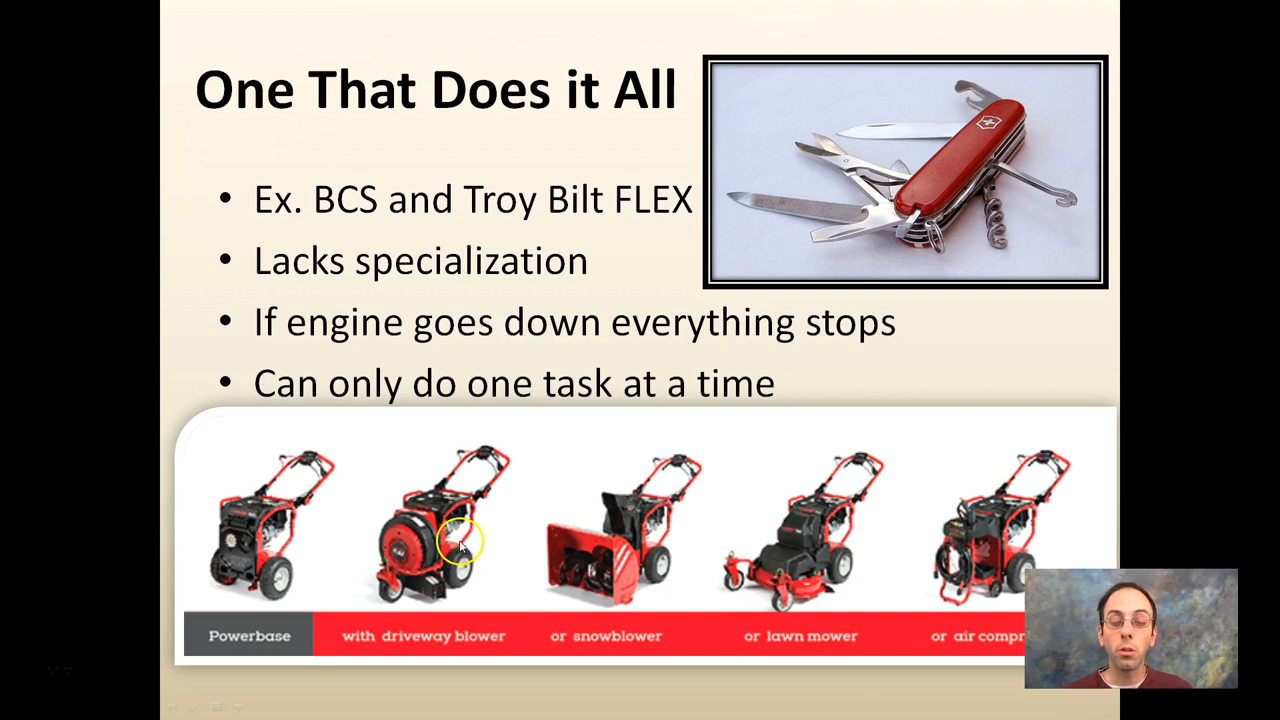 One That Does it All
• Ex. BCS and Troy Bilt FLEX
• Lacks specialization
• If engine goes down everything stops
• Can only do one task at a time
Powerbase with driveway blower or snowblower or lawn mower or air compr